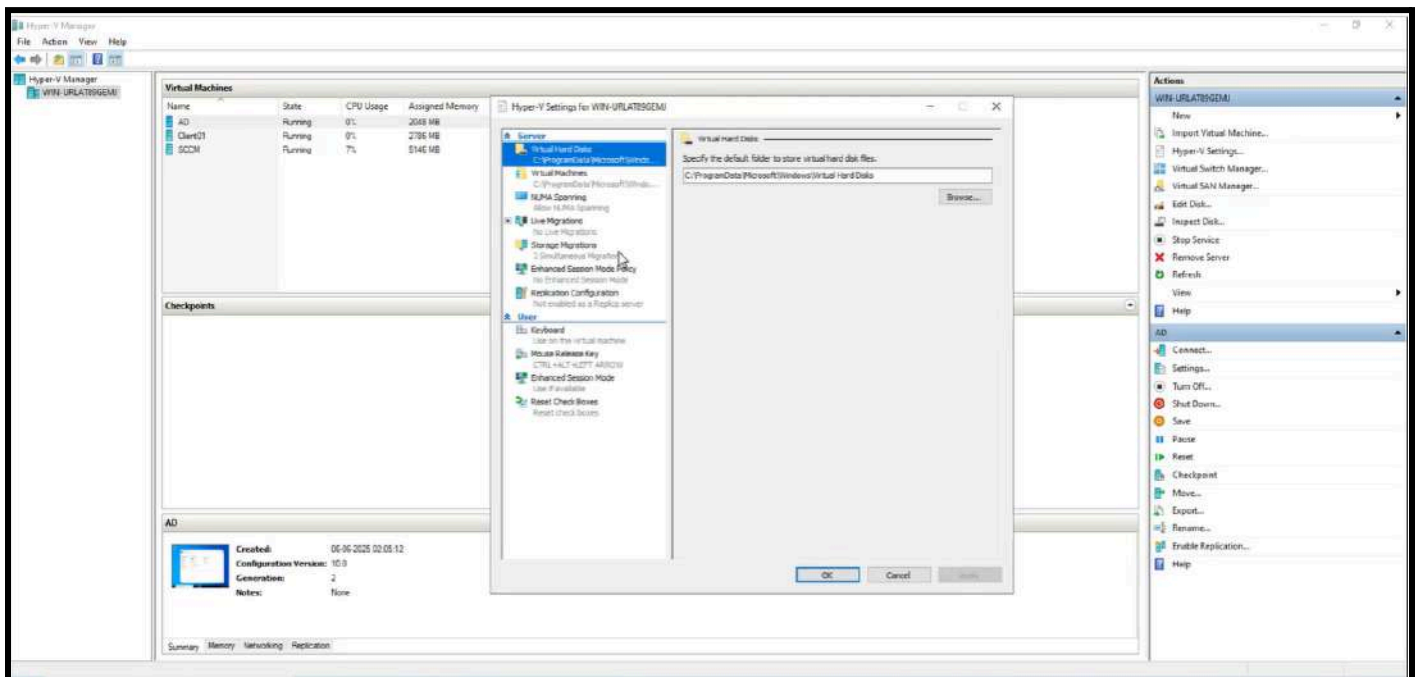 Hyper-V Manager
File Action View Help
Hyper-V Manager
WIN-URLAT89GEMJ
Virtual Machines
Name State CPU Usage Assigned Memory
AD Running 0% 2048 MB
Client01 Running 0% 2786 MB
SCCM Running 7% 5146 MB
Checkpoints
AD
Created: 06-06-2025 02:05:12
Configuration Version: 10.0
Generation: 2
Notes: None
Summary Memory Networking Replication
Hyper-V Settings for WIN-URLAT89GEMJ
Server
Virtual Hard Disks
C:\ProgramData\Microsoft\Windo...
Virtual Machines
C:\ProgramData\Microsoft\Windo...
NUMA Spanning
Allow NUMA Spanning
Live Migrations
No Live Migrations
Storage Migrations
2 Simultaneous Migrations
Enhanced Session Mode Policy
No Enhanced Session Mode
Replication Configuration
Not enabled as a Replica server
User
Keyboard
Use on the virtual machine
Mouse Release Key
CTRL+ALT+LEFT ARROW
Enhanced Session Mode
Use if available
Reset Check Boxes
Reset check boxes
Virtual Hard Disks
Specify the default folder to store virtual hard disk files.
C:\ProgramData\Microsoft\Windows\Virtual Hard Disks
Browse...
OK Cancel Apply
Actions
WIN-URLAT89GEMJ
New
Import Virtual Machine...
Hyper-V Settings...
Virtual Switch Manager...
Virtual SAN Manager...
Edit Disk...
Inspect Disk...
Stop Service
Remove Server
Refresh
View
Help
AD
Connect...
Settings...
Turn Off...
Shut Down...
Save
Pause
Reset
Checkpoint
Move...
Export...
Rename...
Enable Replication...
Help